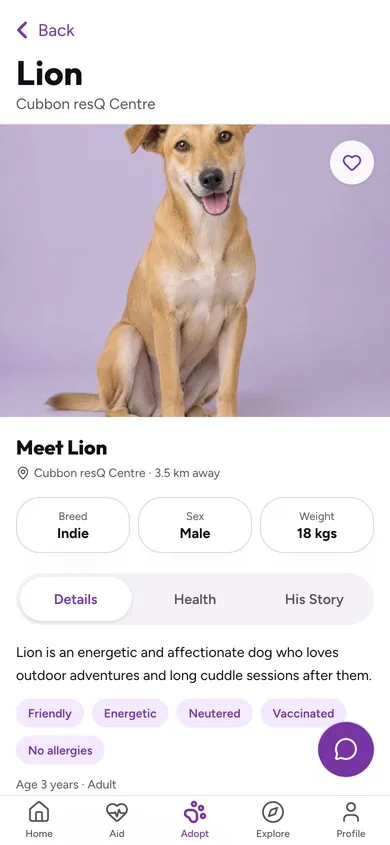 Back
Lion
Cubbon resQ Centre
Meet Lion
Cubbon resQ Centre · 3.5 km away
Breed
Indie
Sex
Male
Weight
18 kgs
Details
Health
His Story
Lion is an energetic and affectionate dog who loves
outdoor adventures and long cuddle sessions after them.
Friendly
Energetic
Neutered
Vaccinated
No allergies
Age 3 years · Adult
Home
Aid
Adopt
Explore
Profile